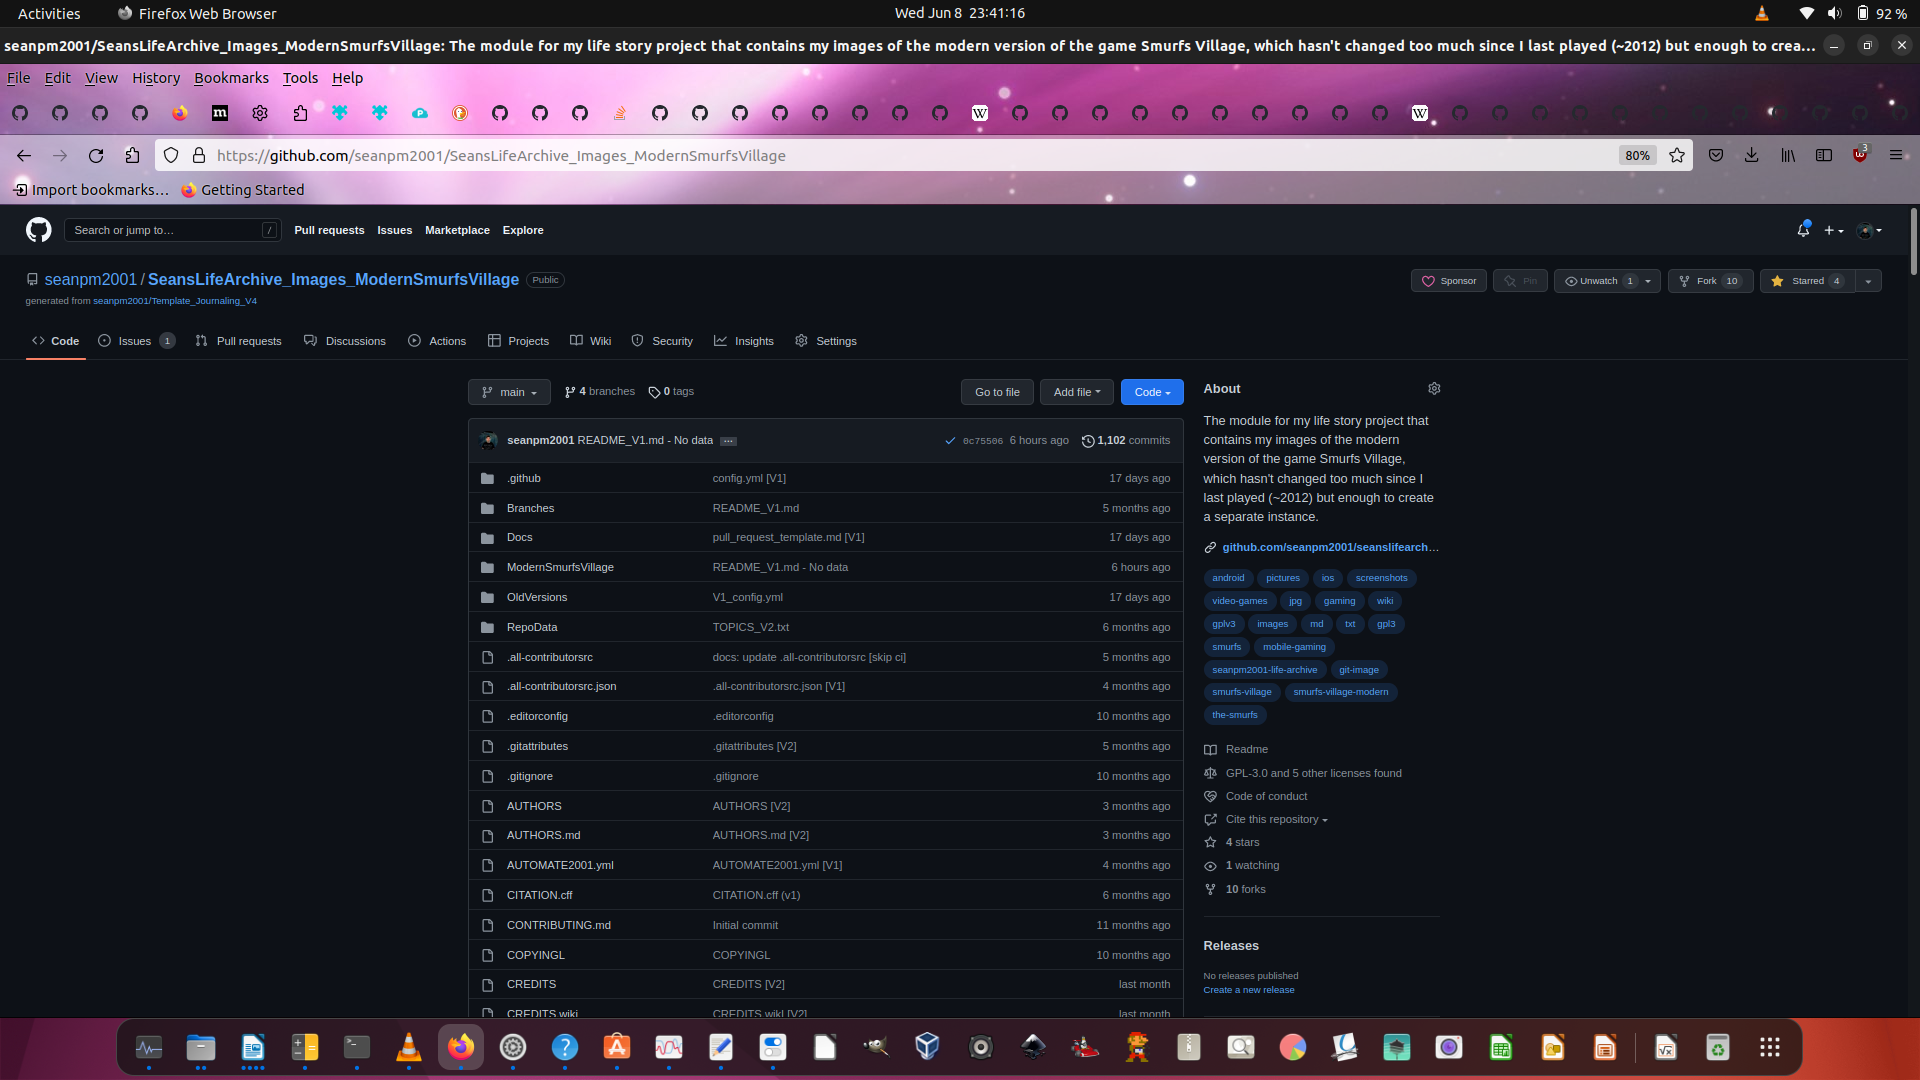 Activities Firefox Web Browser Wed Jun 8 23:41:16 92 %
seanpm2001/SeansLifeArchive_Images_ModernSmurfsVillage: The module for my life story project that contains my images of the modern version of the game Smurfs Village, which hasn't changed too much since I last played (~2012) but enough to crea…
File Edit View History Bookmarks Tools Help
https://github.com/seanpm2001/SeansLifeArchive_Images_ModernSmurfsVillage 80% 3
Import bookmarks… Getting Started
Search or jump to… / Pull requests Issues Marketplace Explore
seanpm2001 / SeansLifeArchive_Images_ModernSmurfsVillage Public Sponsor Pin Unwatch 1 Fork 10 Starred 4
generated from seanpm2001/Template_Journaling_V4
Code Issues 1 Pull requests Discussions Actions Projects Wiki Security Insights Settings
main 4 branches 0 tags Go to file Add file Code
seanpm2001 README_V1.md - No data ... 0c75506 6 hours ago 1,102 commits
.github config.yml [V1] 17 days ago
Branches README_V1.md 5 months ago
Docs pull_request_template.md [V1] 17 days ago
ModernSmurfsVillage README_V1.md - No data 6 hours ago
OldVersions V1_config.yml 17 days ago
RepoData TOPICS_V2.txt 6 months ago
.all-contributorsrc docs: update .all-contributorsrc [skip ci] 5 months ago
.all-contributorsrc.json .all-contributorsrc.json [V1] 4 months ago
.editorconfig .editorconfig 10 months ago
.gitattributes .gitattributes [V2] 5 months ago
.gitignore .gitignore 10 months ago
AUTHORS AUTHORS [V2] 3 months ago
AUTHORS.md AUTHORS.md [V2] 3 months ago
AUTOMATE2001.yml AUTOMATE2001.yml [V1] 4 months ago
CITATION.cff CITATION.cff (v1) 6 months ago
CONTRIBUTING.md Initial commit 11 months ago
COPYINGL COPYINGL 10 months ago
CREDITS CREDITS [V2] last month
CREDITS.wiki CREDITS.wikI [V2] last month
About
The module for my life story project that
contains my images of the modern
version of the game Smurfs Village,
which hasn't changed too much since I
last played (~2012) but enough to create
a separate instance.
github.com/seanpm2001/seanslifearch…
android pictures ios screenshots
video-games jpg gaming wiki
gplv3 images md txt gpl3
smurfs mobile-gaming
seanpm2001-life-archive git-image
smurfs-village smurfs-village-modern
the-smurfs
Readme
GPL-3.0 and 5 other licenses found
Code of conduct
Cite this repository
4 stars
1 watching
10 forks
Releases
No releases published
Create a new release